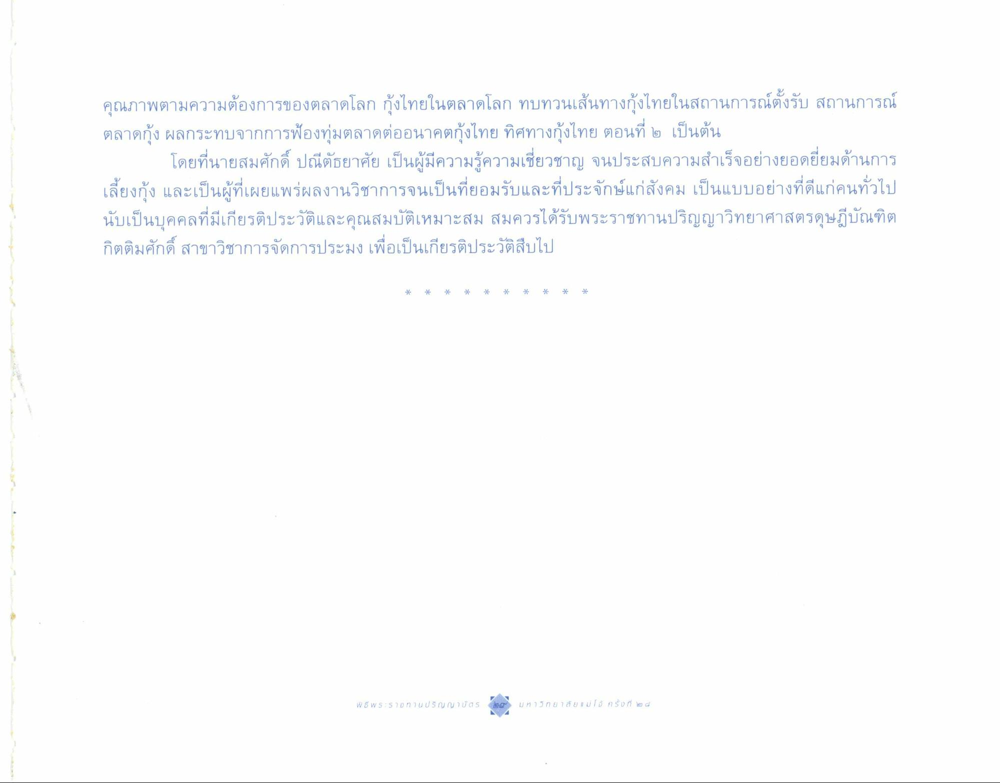 คุณภาพตามความต้องการของตลาดโลก กุ้งไทยในตลาดโลก ทบทวนเส้นทางกุ้งไทยในสถานการณ์ตั้งรับ สถานการณ์
ตลาดกุ้ง ผลกระทบจากการฟ้องทุ่มตลาดต่ออนาคตกุ้งไทย ทิศทางกุ้งไทย ตอนที่ ๒ เป็นต้น
โดยที่นายสมศักดิ์ ปณีตัธยาศัย เป็นผู้มีความรู้ความเชี่ยวชาญ จนประสบความสำเร็จอย่างยอดยี่ยมด้านการ
เลี้ยงกุ้ง และเป็นผู้ที่เผยแพร่ผลงานวิชาการจนเป็นที่ยอมรับและที่ประจักษ์แก่สังคม เป็นแบบอย่างที่ดีแก่คนทั่วไป
นับเป็นบุคคลที่มีเกียรติประวัติและคุณสมบัติเหมาะสม สมควรได้รับพระราชทานปริญญาวิทยาศาสตรดุษฎีบัณฑิต
กิตติมศักดิ์ สาขาวิชาการจัดการประมง เพื่อเป็นเกียรติประวัติสืบไป
* * * * * * * * * *
พิธีพระราชทานปริญญาบัตร ๒๙ มหาวิทยาลัยแม่โจ้ ครั้งที่ ๒๘